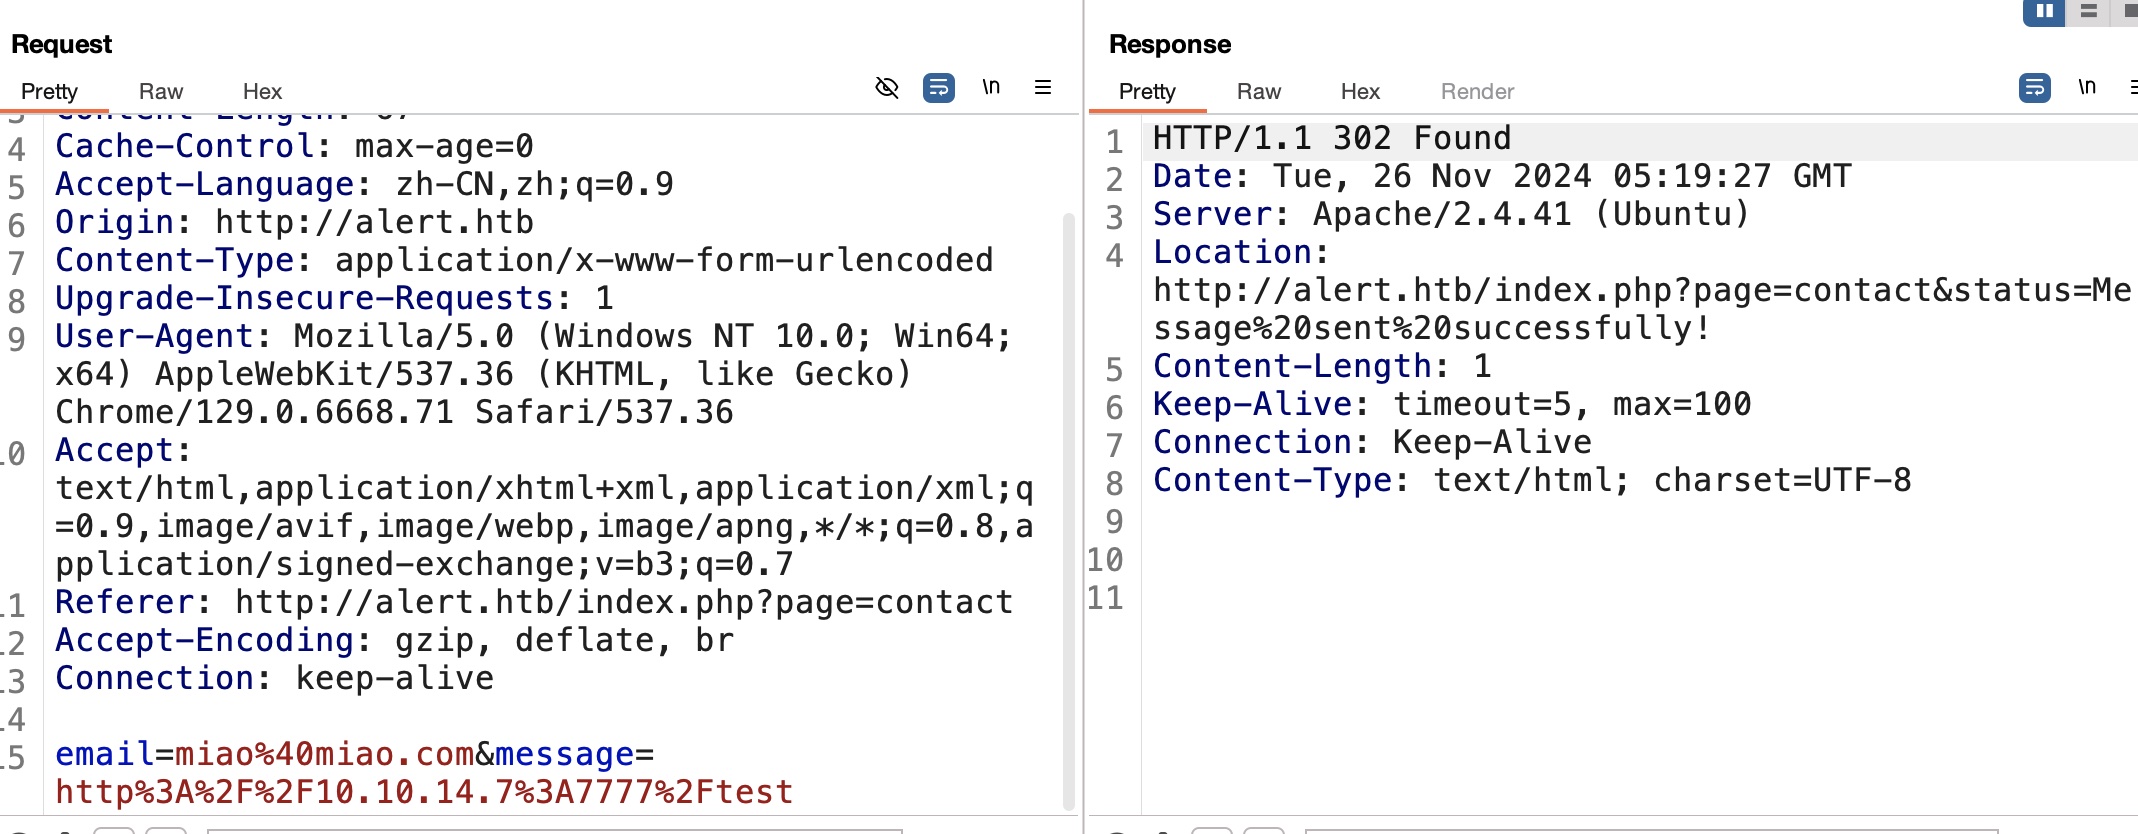 Request
Pretty Raw Hex
\n
Content-Length: 67
4 Cache-Control: max-age=0
5 Accept-Language: zh-CN,zh;q=0.9
6 Origin: http://alert.htb
7 Content-Type: application/x-www-form-urlencoded
8 Upgrade-Insecure-Requests: 1
9 User-Agent: Mozilla/5.0 (Windows NT 10.0; Win64;
x64) AppleWebKit/537.36 (KHTML, like Gecko)
Chrome/129.0.6668.71 Safari/537.36
10 Accept:
text/html,application/xhtml+xml,application/xml;q
=0.9,image/avif,image/webp,image/apng,*/*;q=0.8,a
pplication/signed-exchange;v=b3;q=0.7
11 Referer: http://alert.htb/index.php?page=contact
12 Accept-Encoding: gzip, deflate, br
13 Connection: keep-alive
14
15 email=miao%40miao.com&message=
http%3A%2F%2F10.10.14.7%3A7777%2Ftest
Response
Pretty Raw Hex Render
\n
1 HTTP/1.1 302 Found
2 Date: Tue, 26 Nov 2024 05:19:27 GMT
3 Server: Apache/2.4.41 (Ubuntu)
4 Location:
http://alert.htb/index.php?page=contact&status=Me
ssage%20sent%20successfully!
5 Content-Length: 1
6 Keep-Alive: timeout=5, max=100
7 Connection: Keep-Alive
8 Content-Type: text/html; charset=UTF-8
9
10
11